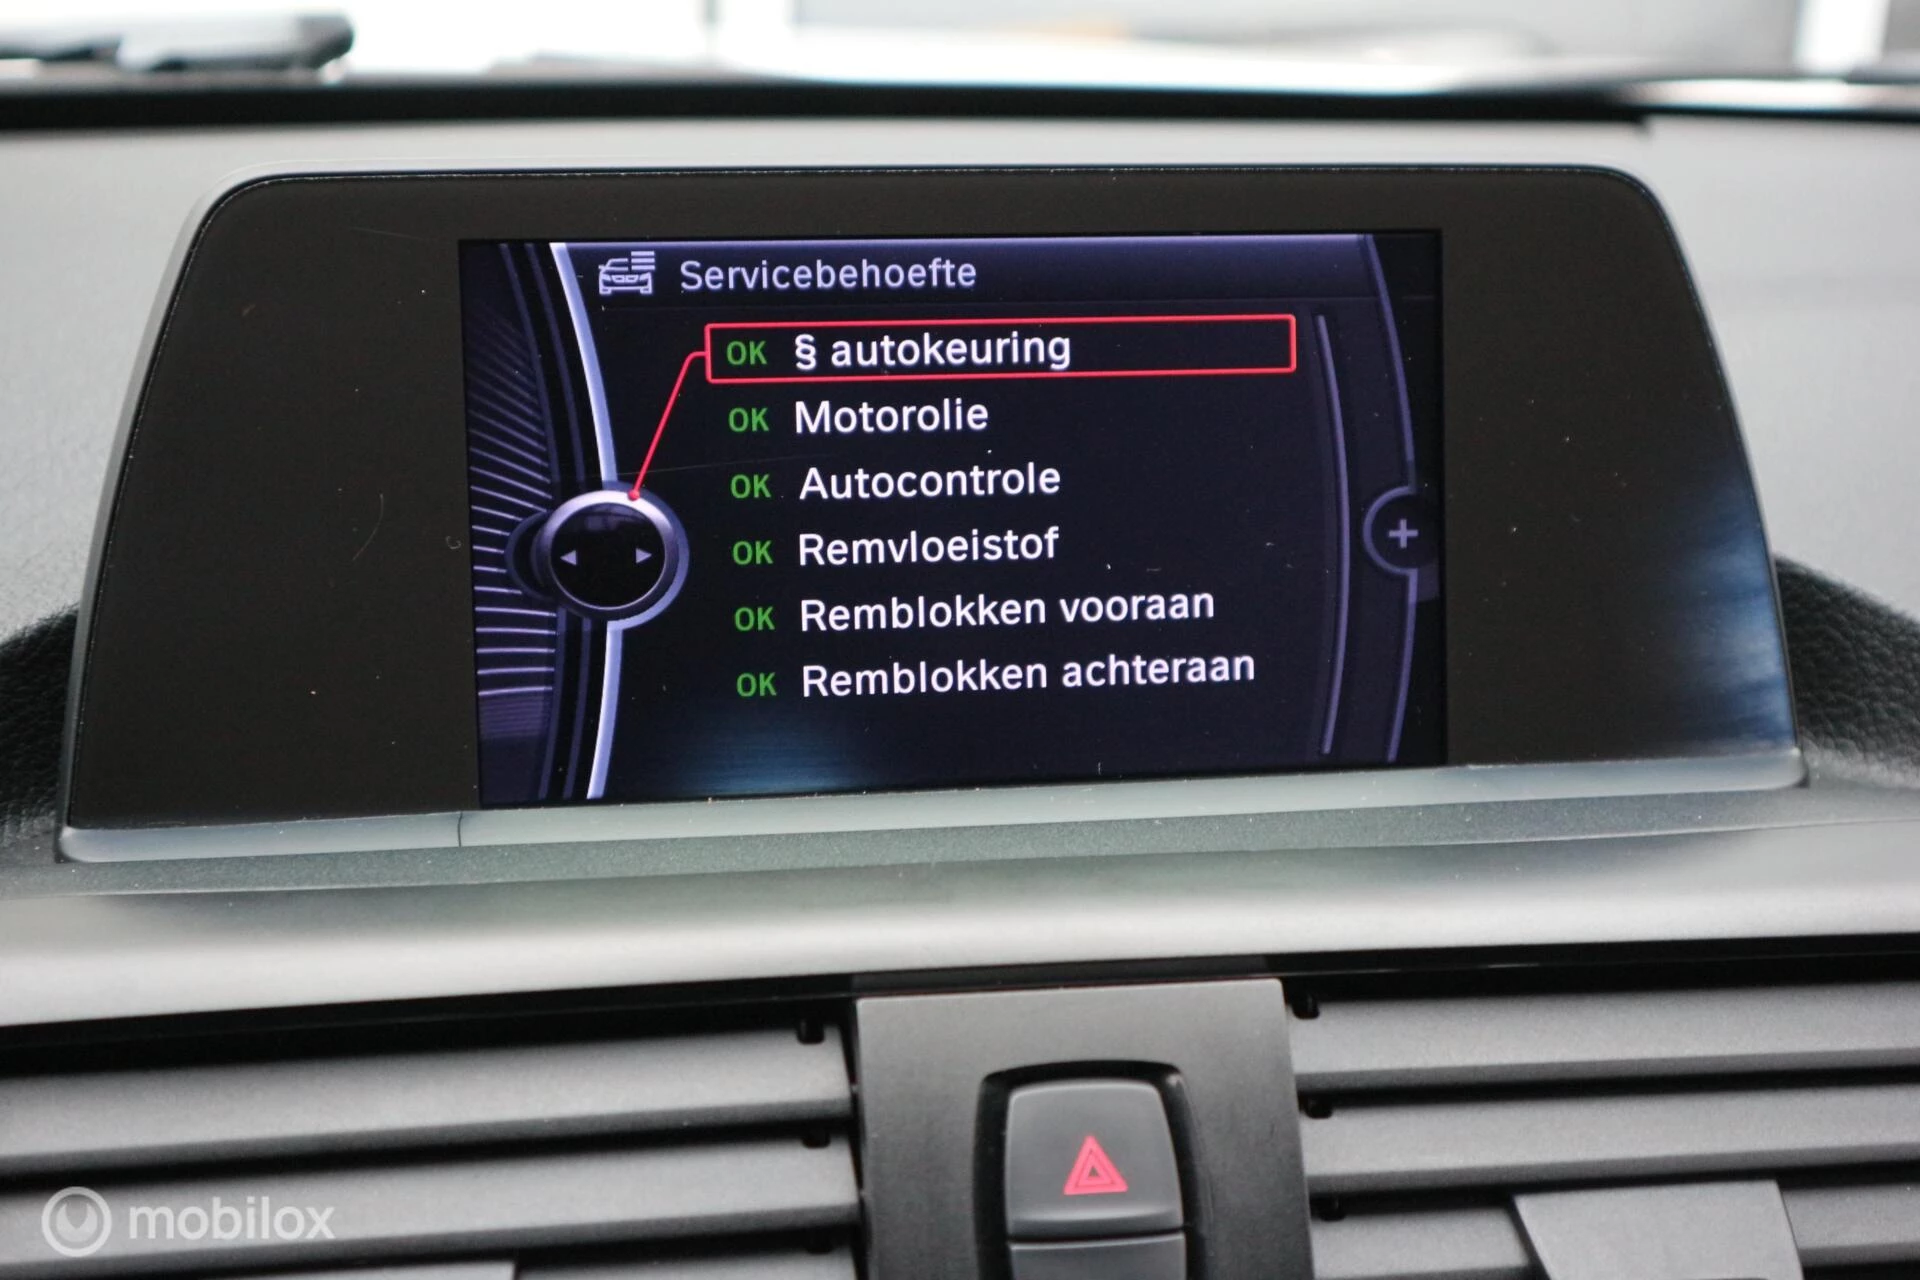 Servicebehoefte
OK § autokeuring
OK Motorolie
OK Autocontrole
OK Remvloeistof
OK Remblokken vooraan
OK Remblokken achteraan
mobilox